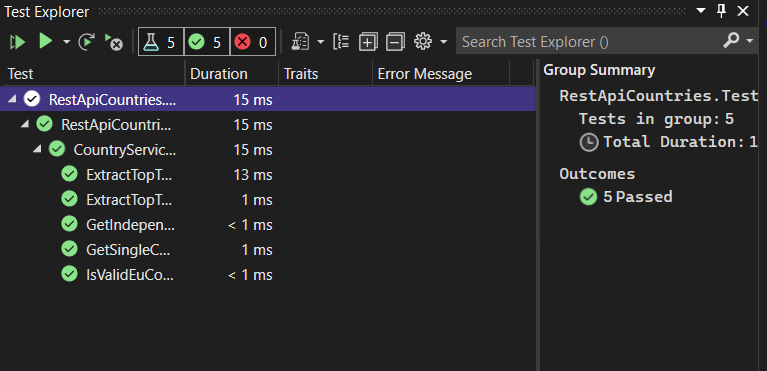 Test Explorer
5 5 0 Search Test Explorer ()
Test Duration Traits Error Message
RestApiCountries.... 15 ms
RestApiCountri... 15 ms
CountryServic... 15 ms
ExtractTopT... 13 ms
ExtractTopT... 1 ms
GetIndepen... < 1 ms
GetSingleC... 1 ms
IsValidEuCo... < 1 ms
Group Summary
RestApiCountries.Test
Tests in group: 5
Total Duration: 1
Outcomes
5 Passed